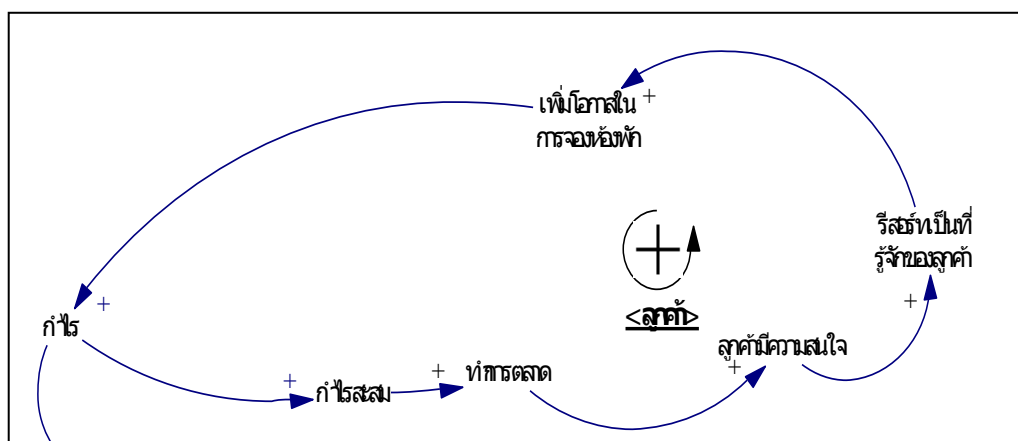 เพิ่มโอกาสใน
การจองห้องพัก
+
รีสอร์ทเป็นที่
รู้จักของลูกค้า
+
<ลูกค้า>
+
กำไร
+
ลูกค้ามีความสนใจ
+
ทำการตลาด
+
กำไรสะสม
+
+